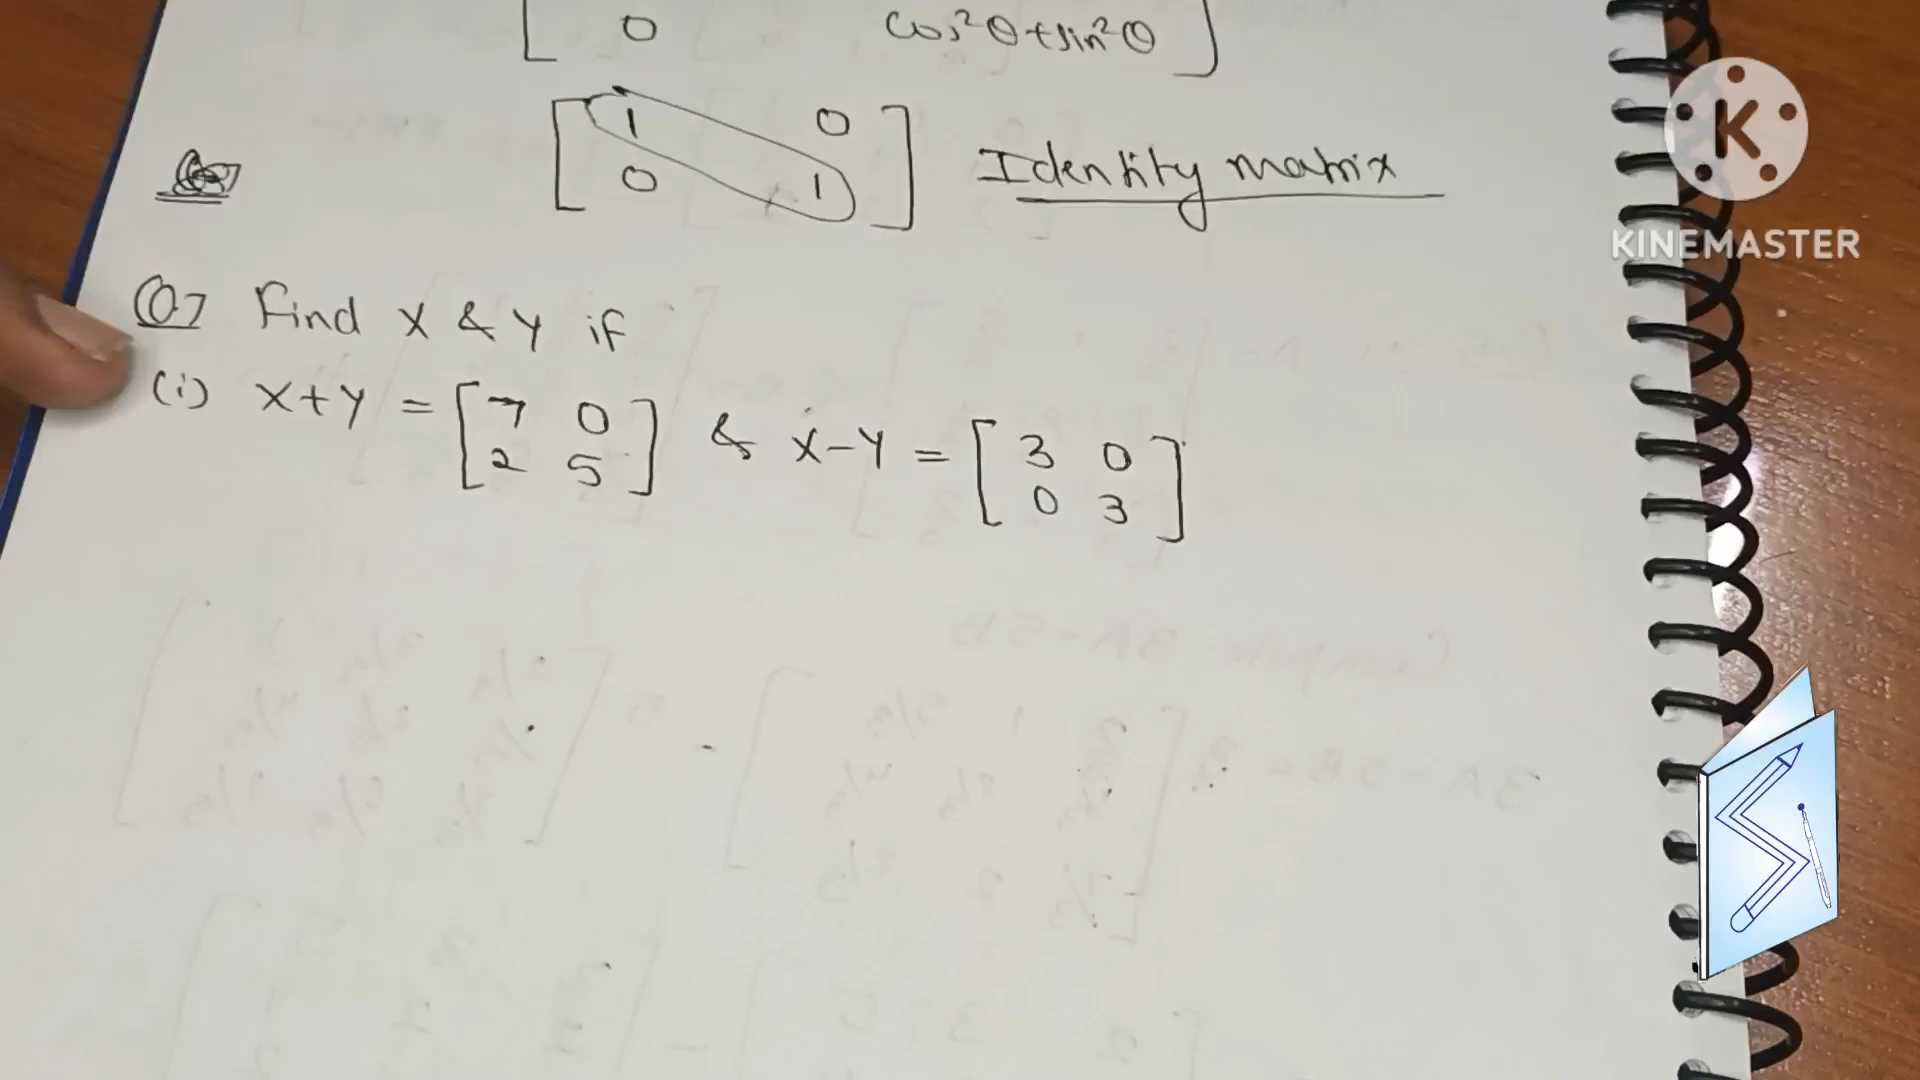 0 cos²θ+sin²θ
1 0
0 1
Identity matrix
K
KINEMASTER
Q7 Find X & Y if
(i) X+Y = [7 0 2 5] & X-Y = [3 0 0 3]